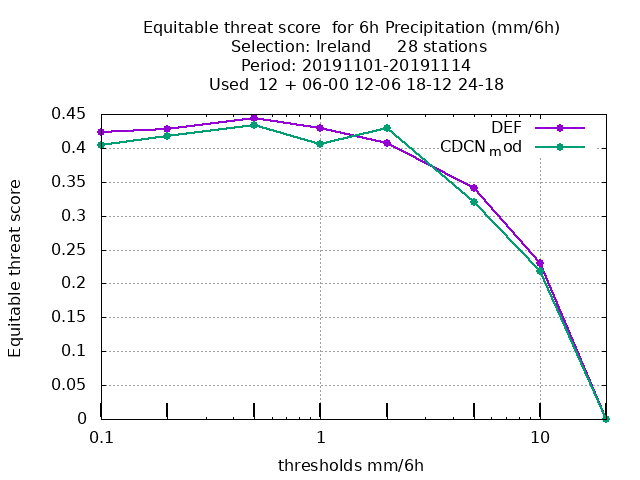 Equitable threat score  for 6h Precipitation (mm/6h)
Selection: Ireland     28 stations
Period: 20191101-20191114
Used  12 + 06-00 12-06 18-12 24-18
DEF
CDCNmod
0.45
0.4
0.35
0.3
0.25
0.2
0.15
0.1
0.05
0
Equitable threat score
0.1 1 10
thresholds mm/6h